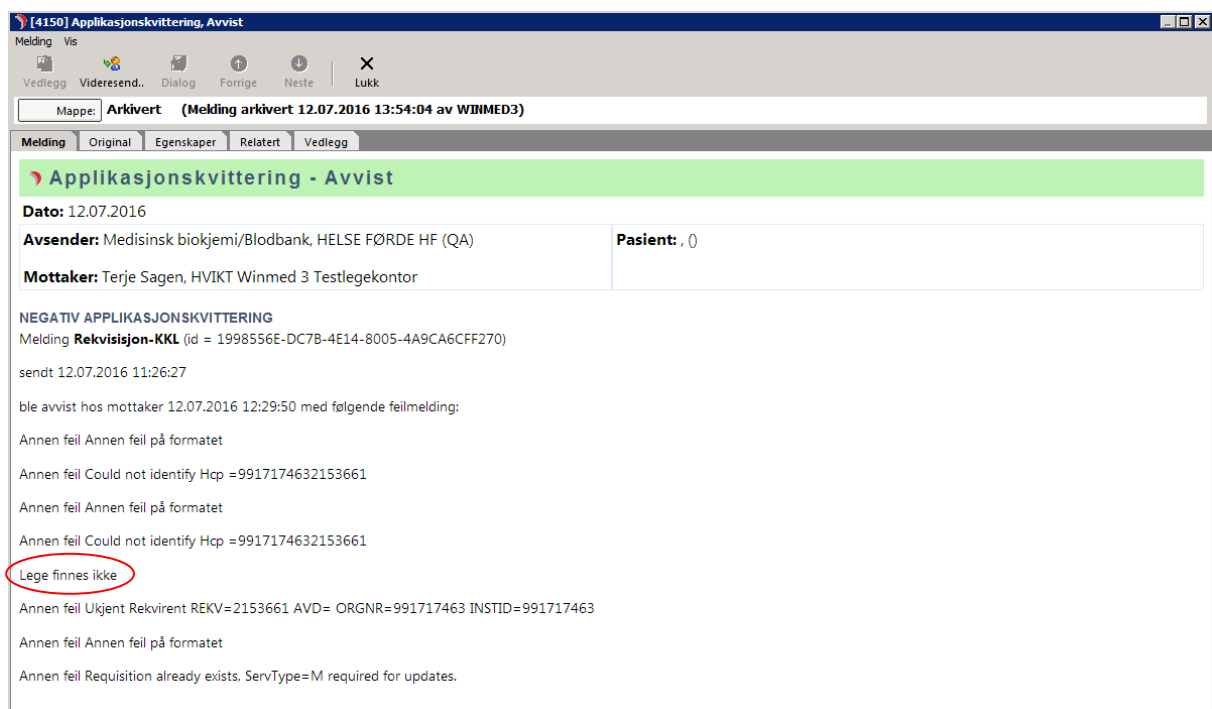 [4150] Applikasjonskvittering, Avvist
Melding Vis
Vedlegg Videresend.. Dialog Forrige Neste Lukk
Mappe: Arkivert (Melding arkivert 12.07.2016 13:54:04 av WINMED3)
Melding Original Egenskaper Relatert Vedlegg
Applikasjonskvittering - Avvist
Dato: 12.07.2016
Avsender: Medisinsk biokjemi/Blodbank, HELSE FØRDE HF (QA) Pasient: , ()
Mottaker: Terje Sagen, HVIKT Winmed 3 Testlegekontor
NEGATIV APPLIKASJONSKVITTERING
Melding Rekvisisjon-KKL (id = 1998556E-DC7B-4E14-8005-4A9CA6CFF270)
sendt 12.07.2016 11:26:27
ble avvist hos mottaker 12.07.2016 12:29:50 med følgende feilmelding:
Annen feil Annen feil på formatet
Annen feil Could not identify Hcp =9917174632153661
Annen feil Annen feil på formatet
Annen feil Could not identify Hcp =9917174632153661
Lege finnes ikke
Annen feil Ukjent Rekvirent REKV=2153661 AVD= ORGNR=991717463 INSTID=991717463
Annen feil Annen feil på formatet
Annen feil Requisition already exists, ServType=M required for updates.